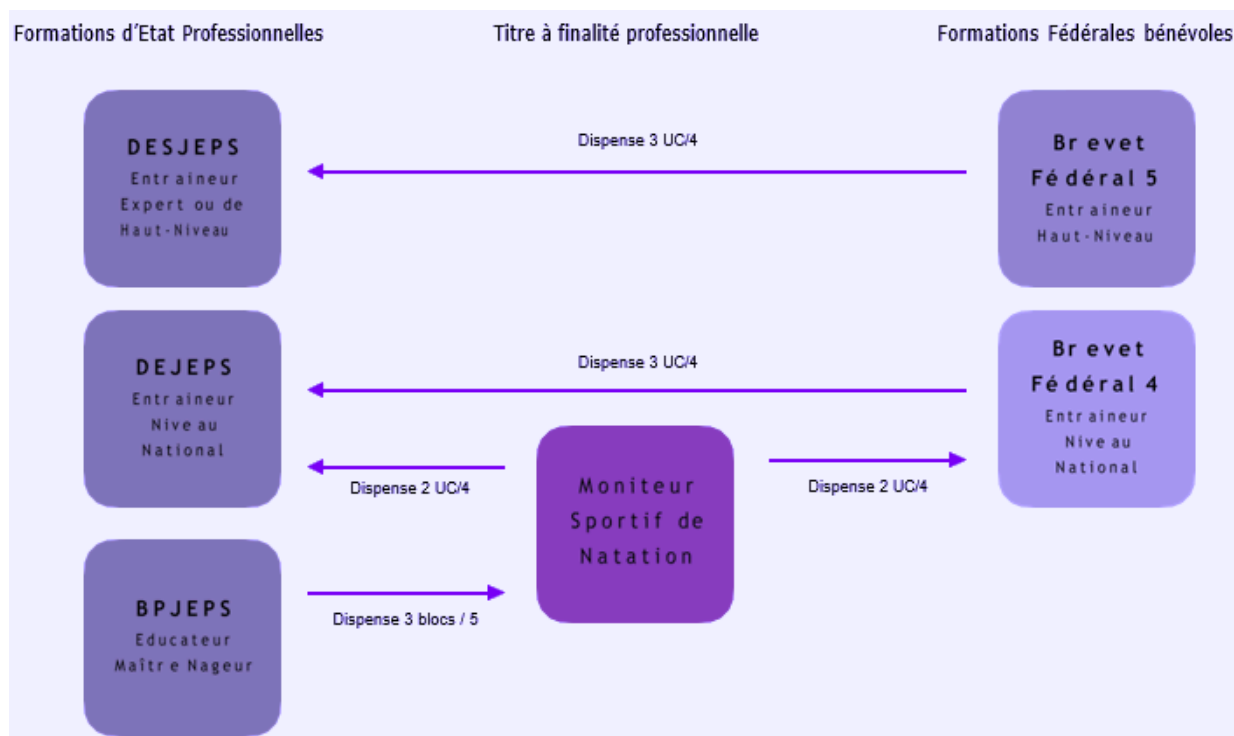 Formations d'Etat Professionnelles
Titre à finalité professionnelle
Formations Fédérales bénévoles
DESJEPS
Entraineur
Expert ou de
Haut-Niveau
Dispense 3 UC/4
Brevet
Fédéral 5
Entraineur
Haut-Niveau
DEJEPS
Entraineur
Niveau
National
Dispense 3 UC/4
Brevet
Fédéral 4
Entraineur
Niveau
National
Dispense 2 UC/4
Moniteur
Sportif de
Natation
Dispense 2 UC/4
BPJEPS
Educateur
Maître Nageur
Dispense 3 blocs / 5